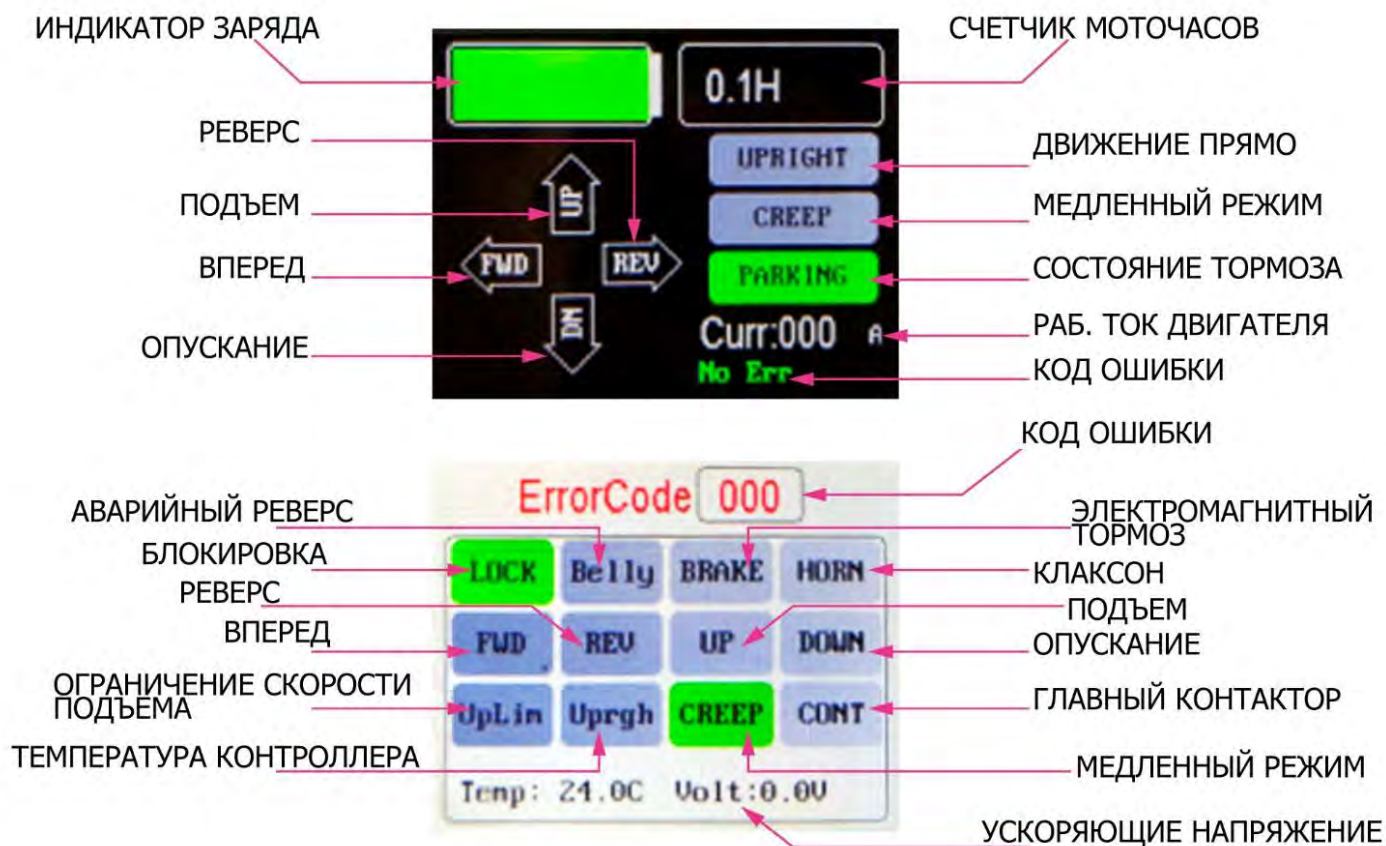 ИНДИКАТОР ЗАРЯДА
СЧЕТЧИК МОТОЧАСОВ
0.1H
РЕВЕРС
UPRIGHT
ДВИЖЕНИЕ ПРЯМО
ПОДЪЕМ
UP
CREEP
МЕДЛЕННЫЙ РЕЖИМ
ВПЕРЕД
FWD
REV
PARKING
СОСТОЯНИЕ ТОРМОЗА
ОПУСКАНИЕ
DN
Curr:000 A
РАБ. ТОК ДВИГАТЕЛЯ
No Err
КОД ОШИБКИ
КОД ОШИБКИ
ErrorCode 000
АВАРИЙНЫЙ РЕВЕРС
ЭЛЕКТРОМАГНИТНЫЙ
ТОРМОЗ
БЛОКИРОВКА
LOCK Belly BRAKE HORN
КЛАКСОН
РЕВЕРС
ПОДЪЕМ
ВПЕРЕД
FWD REV UP DOWN
ОПУСКАНИЕ
ОГРАНИЧЕНИЕ СКОРОСТИ
ПОДЪЕМА
UpLim Uprgh CREEP CONT
ГЛАВНЫЙ КОНТАКТОР
ТЕМПЕРАТУРА КОНТРОЛЛЕРА
МЕДЛЕННЫЙ РЕЖИМ
Temp: 24.0C Volt:0.0V
УСКОРЯЮЩИЕ НАПРЯЖЕНИЕ